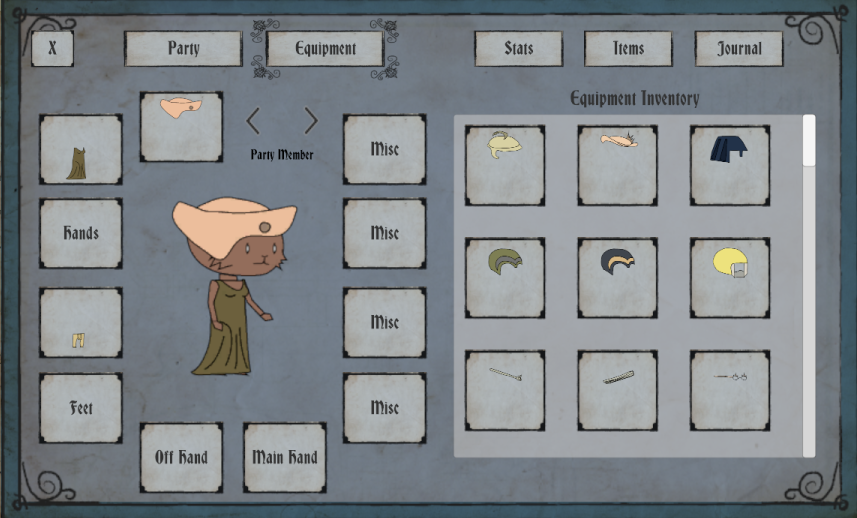 X
Party
Equipment
Stats
Items
Journal
Equipment Inventory
Party Member
Misc
Hands
Misc
Misc
Feet
Misc
Off Hand
Main Hand